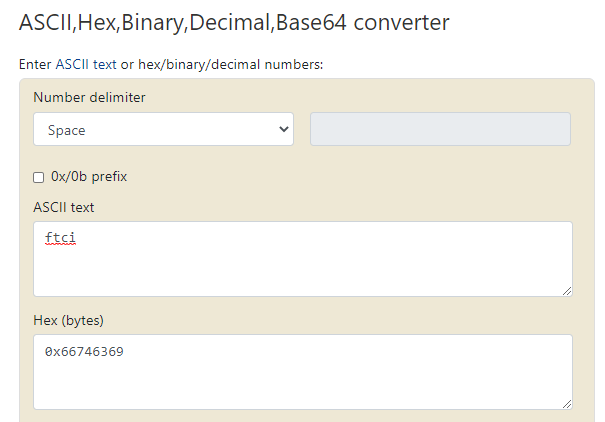 ASCII,Hex,Binary,Decimal,Base64 converter
Enter ASCII text or hex/binary/decimal numbers:
Number delimiter
Space
0x/0b prefix
ASCII text
ftci
Hex (bytes)
0x66746369